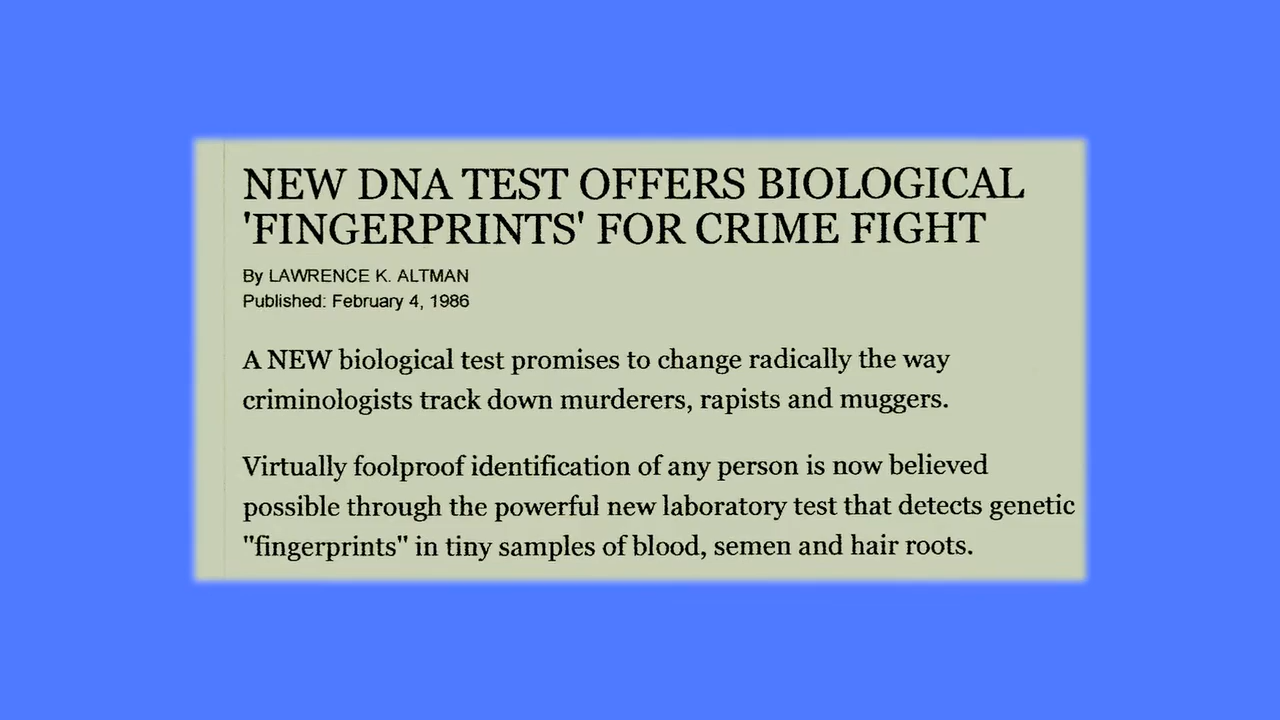 NEW DNA TEST OFFERS BIOLOGICAL
'FINGERPRINTS' FOR CRIME FIGHT
By LAWRENCE K. ALTMAN
Published: February 4, 1986
A NEW biological test promises to change radically the way
criminologists track down murderers, rapists and muggers.
Virtually foolproof identification of any person is now believed
possible through the powerful new laboratory test that detects genetic
"fingerprints" in tiny samples of blood, semen and hair roots.